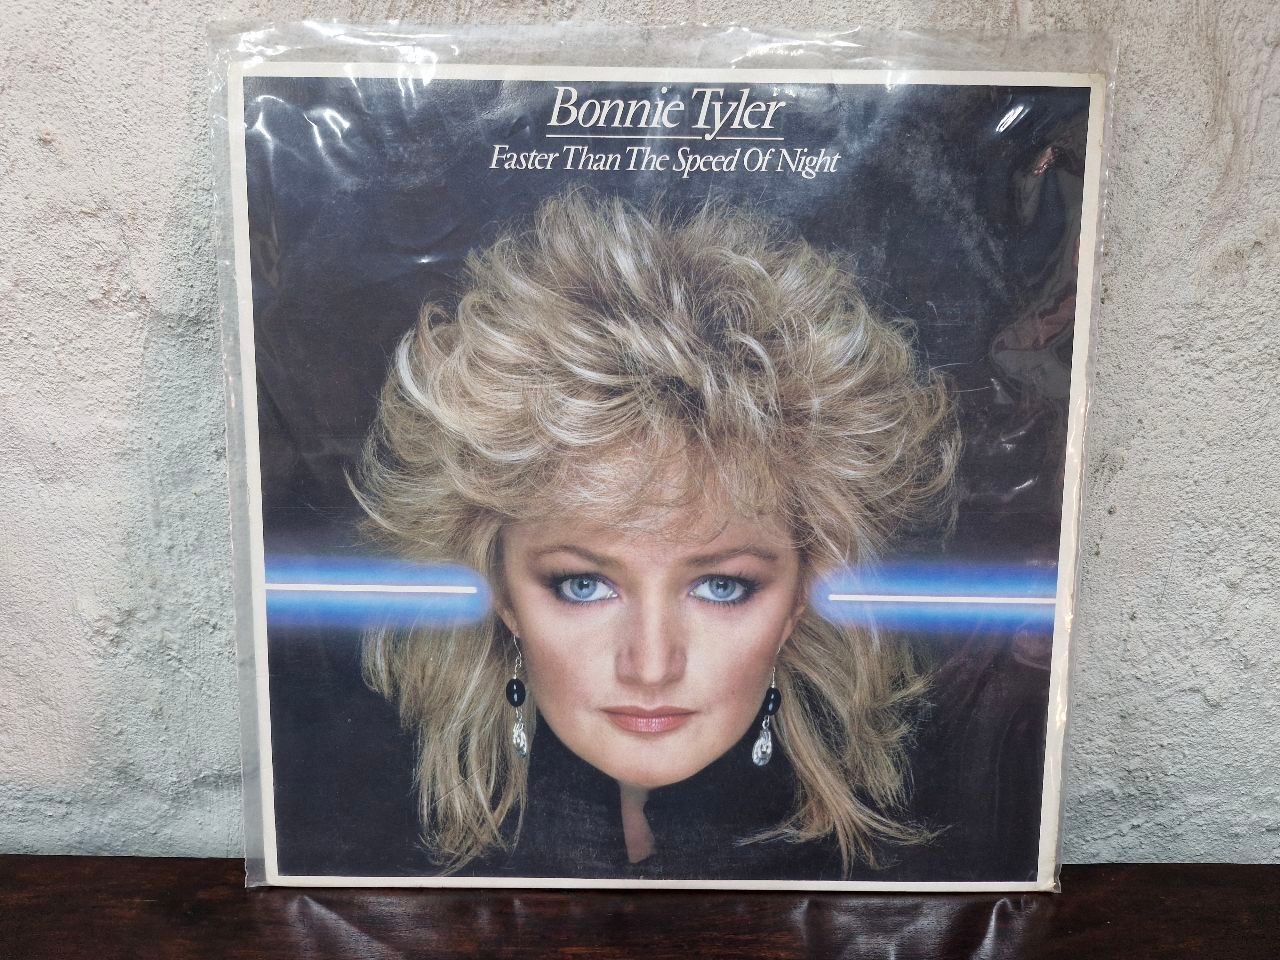 Bonnie Tyler
Faster Than The Speed Of Night